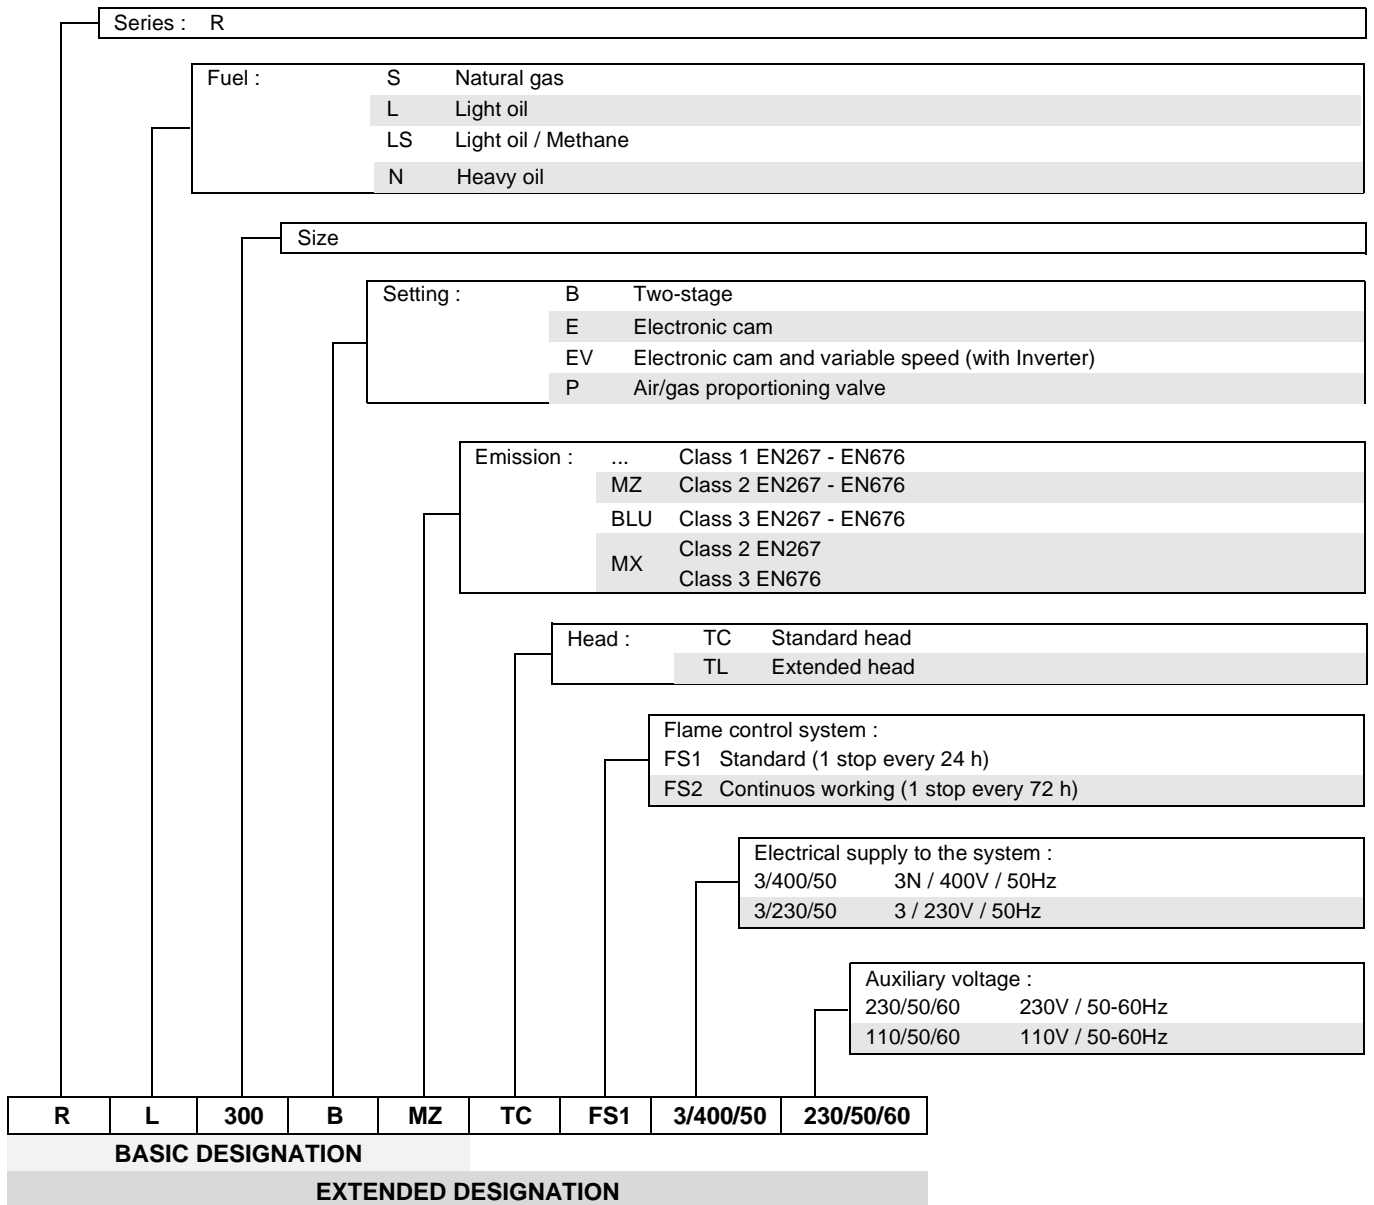 Series : R
Fuel : S Natural gas
L Light oil
LS Light oil / Methane
N Heavy oil
Size
Setting : B Two-stage
E Electronic cam
EV Electronic cam and variable speed (with Inverter)
P Air/gas proportioning valve
Emission : ... Class 1 EN267 - EN676
MZ Class 2 EN267 - EN676
BLU Class 3 EN267 - EN676
MX Class 2 EN267
Class 3 EN676
Head : TC Standard head
TL Extended head
Flame control system :
FS1 Standard (1 stop every 24 h)
FS2 Continuos working (1 stop every 72 h)
Electrical supply to the system :
3/400/50 3N / 400V / 50Hz
3/230/50 3 / 230V / 50Hz
Auxiliary voltage :
230/50/60 230V / 50-60Hz
110/50/60 110V / 50-60Hz
R L 300 B MZ TC FS1 3/400/50 230/50/60
BASIC DESIGNATION
EXTENDED DESIGNATION